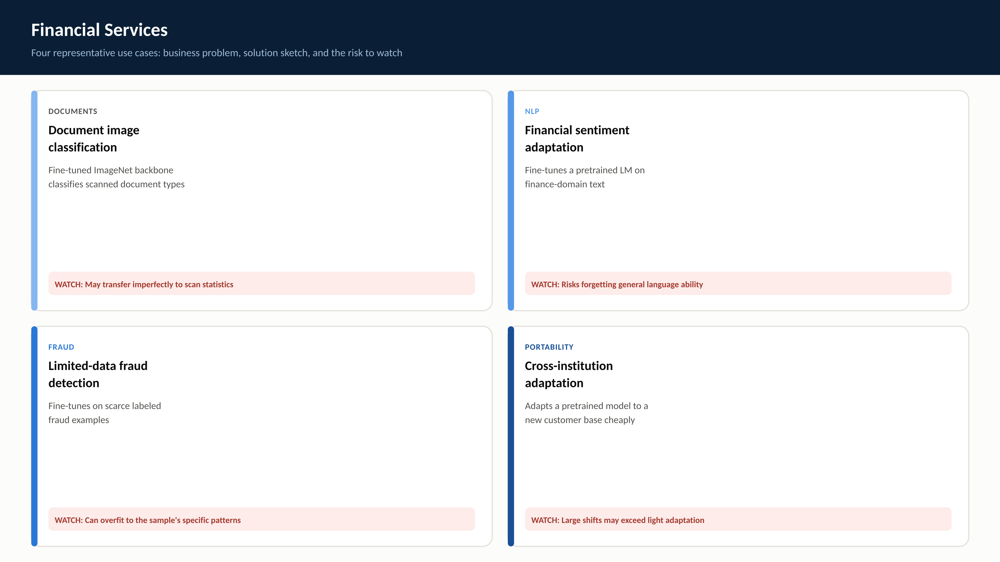 Financial Services
Four representative use cases: business problem, solution sketch, and the risk to watch
DOCUMENTS
Document image
classification
Fine-tuned ImageNet backbone
classifies scanned document types
WATCH: May transfer imperfectly to scan statistics
NLP
Financial sentiment
adaptation
Fine-tunes a pretrained LM on
finance-domain text
WATCH: Risks forgetting general language ability
FRAUD
Limited-data fraud
detection
Fine-tunes on scarce labeled
fraud examples
WATCH: Can overfit to the sample's specific patterns
PORTABILITY
Cross-institution
adaptation
Adapts a pretrained model to a
new customer base cheaply
WATCH: Large shifts may exceed light adaptation